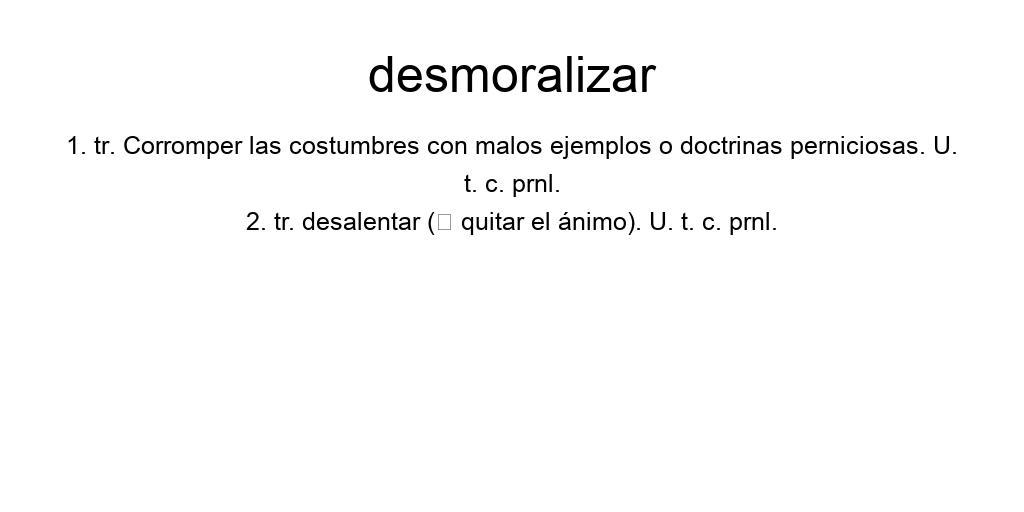 desmoralizar
1. tr. Corromper las costumbres con malos ejemplos o doctrinas perniciosas. U.
t. c. prnl.
2. tr. desalentar (□ quitar el ánimo). U. t. c. prnl.